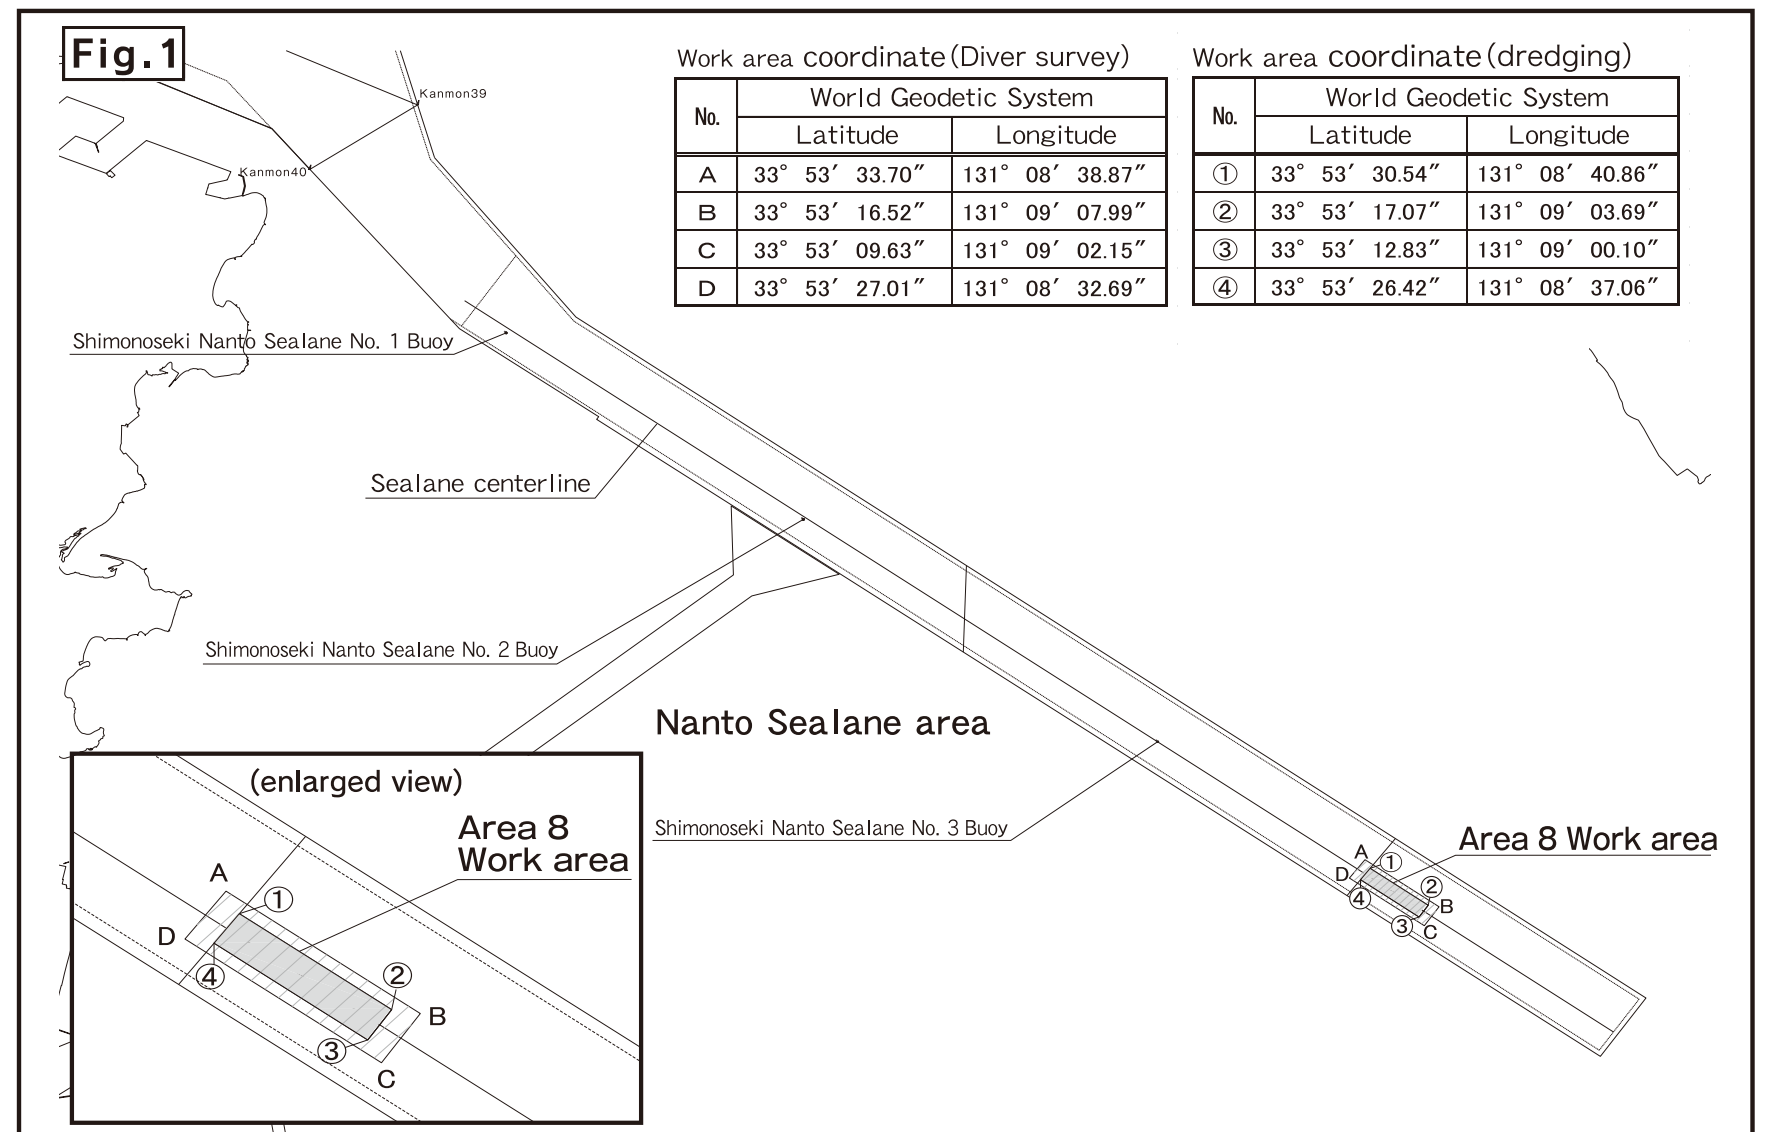 Fig.1
Work area coordinate(Diver survey)
No. World Geodetic System
Latitude Longitude
A 33° 53′ 33.70″ 131° 08′ 38.87″
B 33° 53′ 16.52″ 131° 09′ 07.99″
C 33° 53′ 09.63″ 131° 09′ 02.15″
D 33° 53′ 27.01″ 131° 08′ 32.69″
Work area coordinate(dredging)
No. World Geodetic System
Latitude Longitude
① 33° 53′ 30.54″ 131° 08′ 40.86″
② 33° 53′ 17.07″ 131° 09′ 03.69″
③ 33° 53′ 12.83″ 131° 09′ 00.10″
④ 33° 53′ 26.42″ 131° 08′ 37.06″
Kanmon39
Kanmon40
Shimonoseki Nanto Sealane No. 1 Buoy
Sealane centerline
Shimonoseki Nanto Sealane No. 2 Buoy
Nanto Sealane area
Shimonoseki Nanto Sealane No. 3 Buoy
Area 8 Work area
A
①
D
②
④
B
③
C
(enlarged view)
Area 8
Work area
A
①
D
②
④
B
③
C